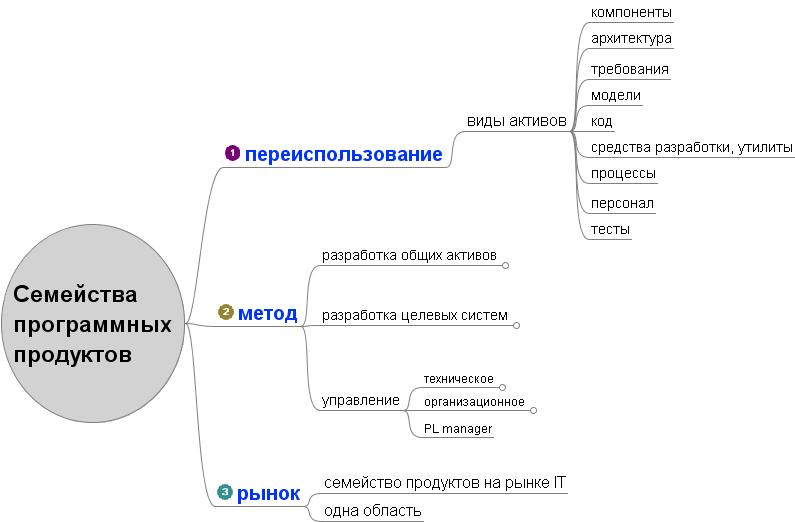 Семейства
программных
продуктов
1 переиспользование
виды активов
компоненты
архитектура
требования
модели
код
средства разработки, утилиты
процессы
персонал
тесты
2 метод
разработка общих активов
разработка целевых систем
управление
техническое
организационное
PL manager
3 рынок
семейство продуктов на рынке IT
одна область